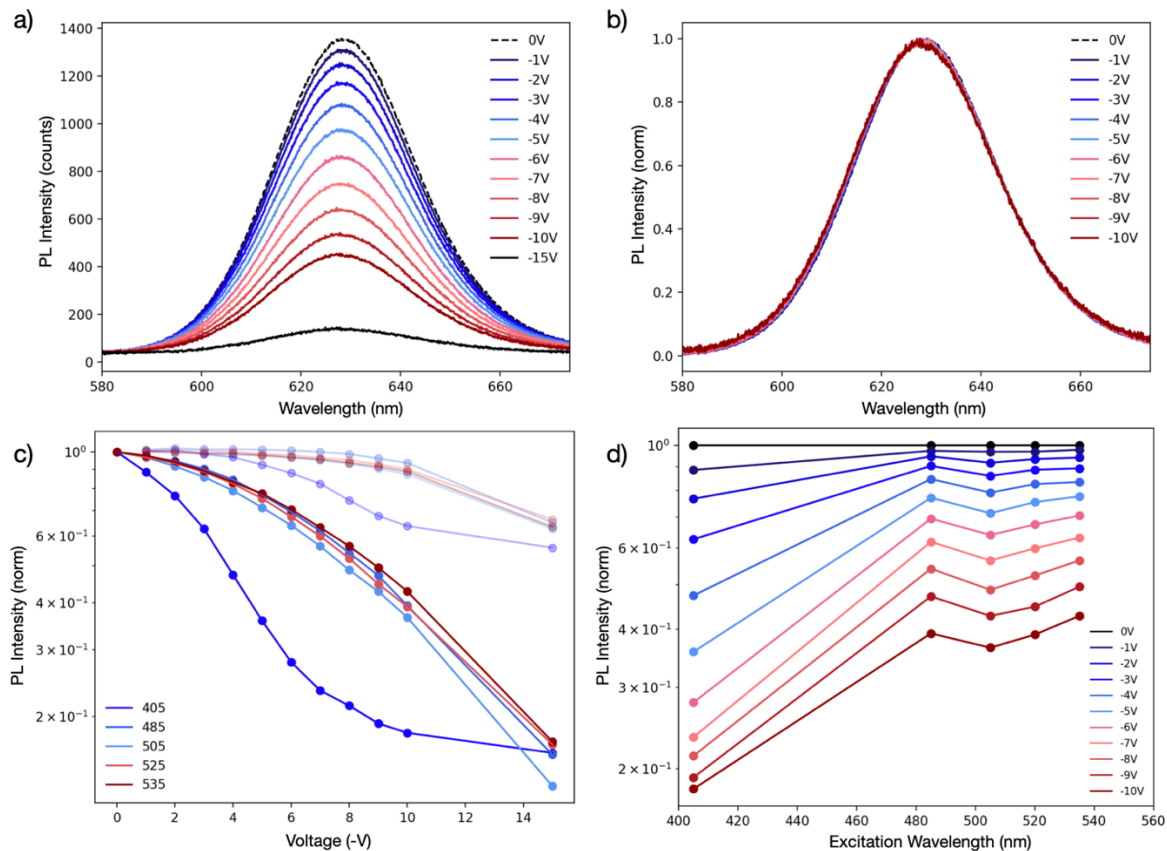 a)
1400
1200
1000
800
600
400
200
0
PL Intensity (counts)
580
600
620
640
660
Wavelength (nm)
0V
-1V
-2V
-3V
-4V
-5V
-6V
-7V
-8V
-9V
-10V
-15V
b)
1.0
0.8
0.6
0.4
0.2
0.0
PL Intensity (norm)
580
600
620
640
660
Wavelength (nm)
0V
-1V
-2V
-3V
-4V
-5V
-6V
-7V
-8V
-9V
-10V
c)
10⁰
6 × 10⁻¹
4 × 10⁻¹
3 × 10⁻¹
2 × 10⁻¹
PL Intensity (norm)
405
485
505
525
535
0
2
4
6
8
10
12
14
Voltage (-V)
d)
10⁰
6 × 10⁻¹
4 × 10⁻¹
3 × 10⁻¹
2 × 10⁻¹
PL Intensity (norm)
0V
-1V
-2V
-3V
-4V
-5V
-6V
-7V
-8V
-9V
-10V
400
420
440
460
480
500
520
540
560
Excitation Wavelength (nm)